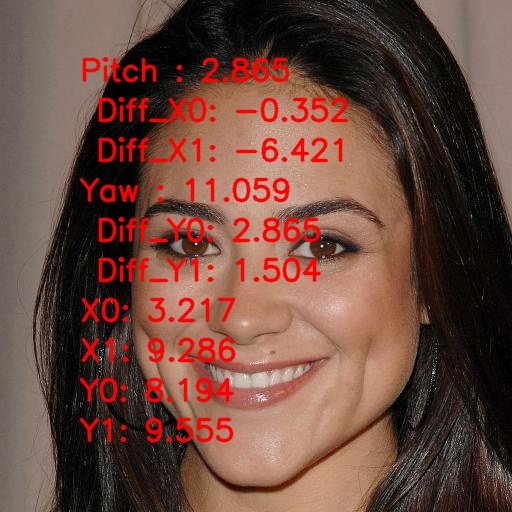 Pitch : 2.865
Diff_X0: −0.352
Diff_X1: −6.421
Yaw : 11.059
Diff_Y0: 2.865
Diff_Y1: 1.504
X0: 3.217
X1: 9.286
Y0: 8.194
Y1: 9.555